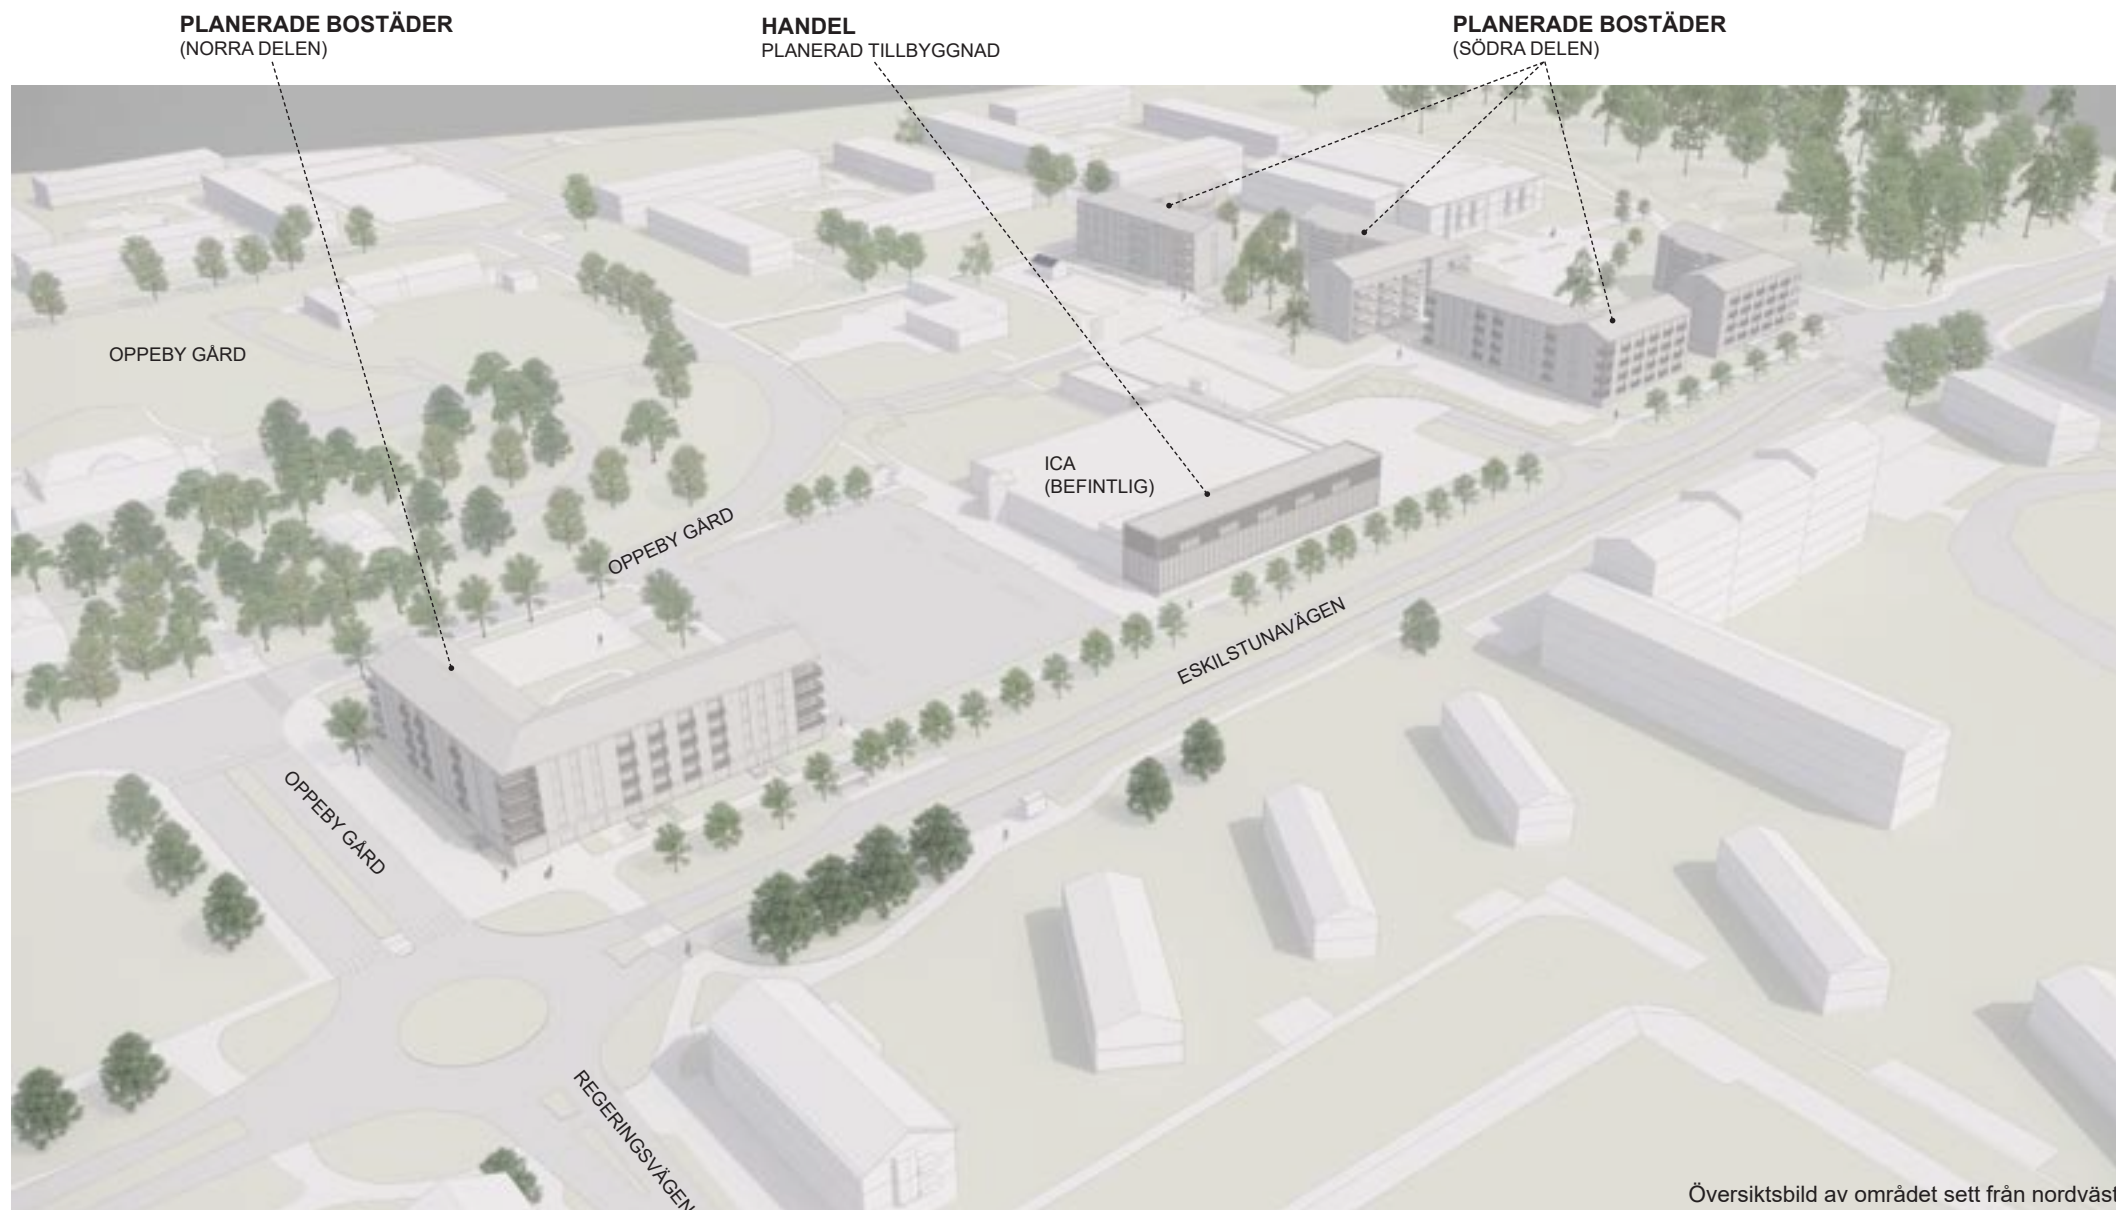 PLANERADE BOSTÄDER
(NORRA DELEN)
HANDEL
PLANERAD TILLBYGGNAD
PLANERADE BOSTÄDER
(SÖDRA DELEN)
OPPEBY GÅRD
ICA
(BEFINTLIG)
OPPEBY GÅRD
ESKILSTUNAVÄGEN
OPPEBY GÅRD
REGERINGSVÄGEN
Översiktsbild av området sett från nordväst